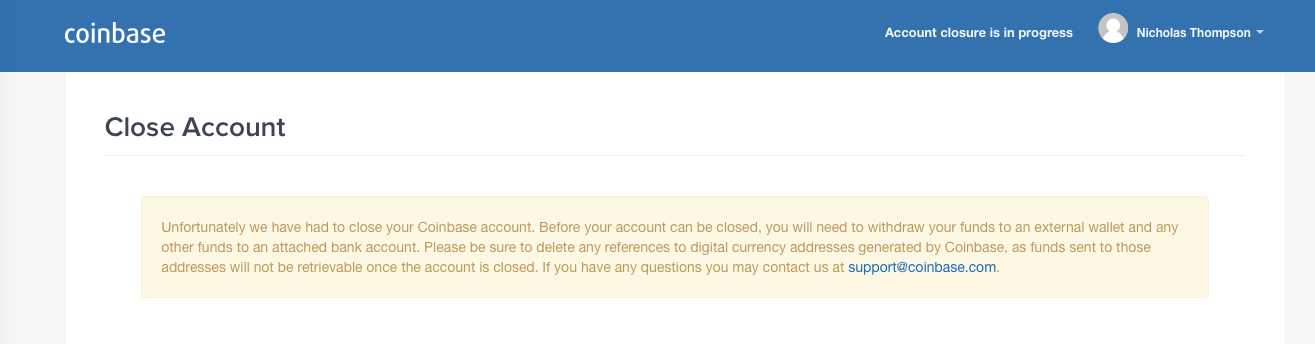 coinbase
Account closure is in progress
Nicholas Thompson
Close Account
Unfortunately we have had to close your Coinbase account. Before your account can be closed, you will need to withdraw your funds to an external wallet and any
other funds to an attached bank account. Please be sure to delete any references to digital currency addresses generated by Coinbase, as funds sent to those
addresses will not be retrievable once the account is closed. If you have any questions you may contact us at support@coinbase.com.